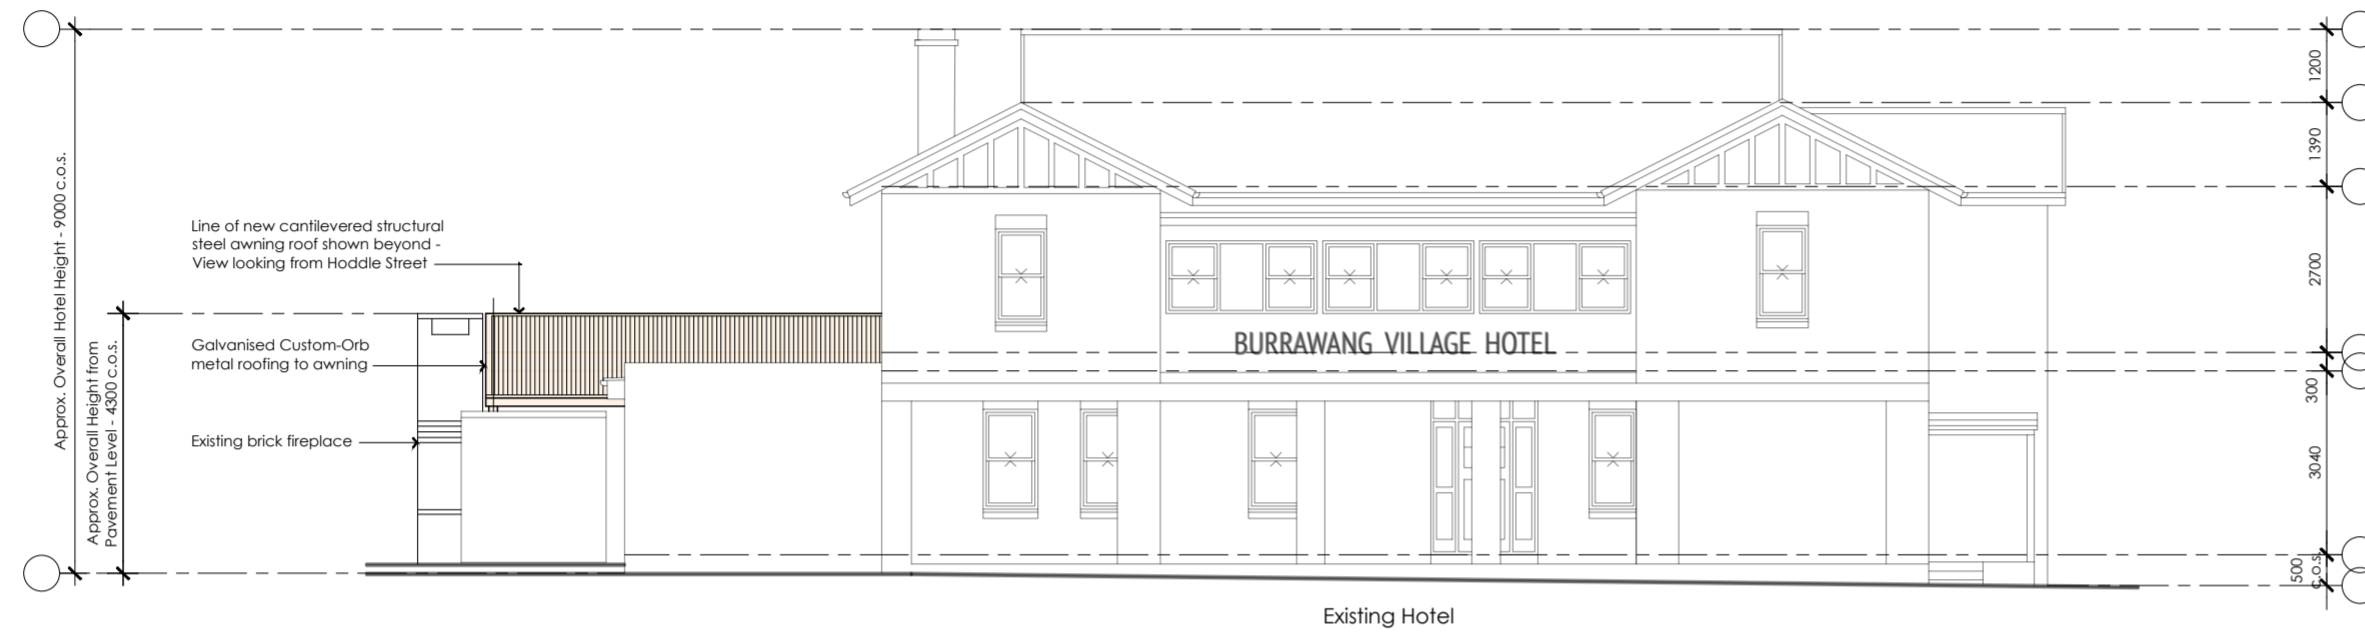 Approx. Overall Hotel Height - 9000 c.o.s.
Approx. Overall Height from
Pavement Level - 4300 c.o.s.
Line of new cantilevered structural
steel awning roof shown beyond -
View looking from Hoddle Street
Galvanised Custom-Orb
metal roofing to awning
Existing brick fireplace
BURRAWANG VILLAGE HOTEL
1200
1390
2700
300
3040
500
c.o.s.
Existing Hotel